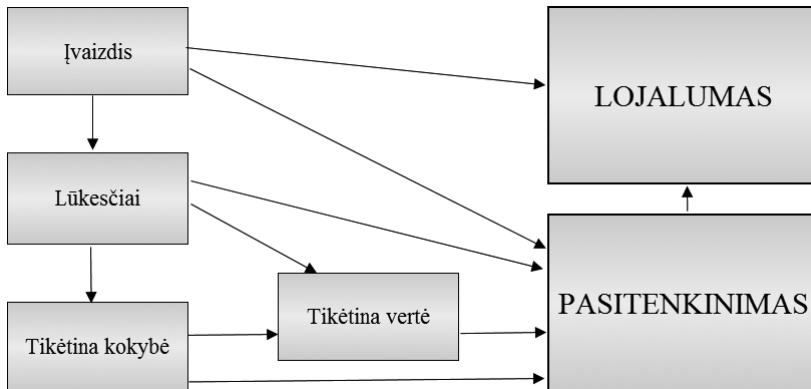 Įvaizdis
LOJALUMAS
Lūkesčiai
Tikėtina vertė
PASITENKINIMAS
Tikėtina kokybė